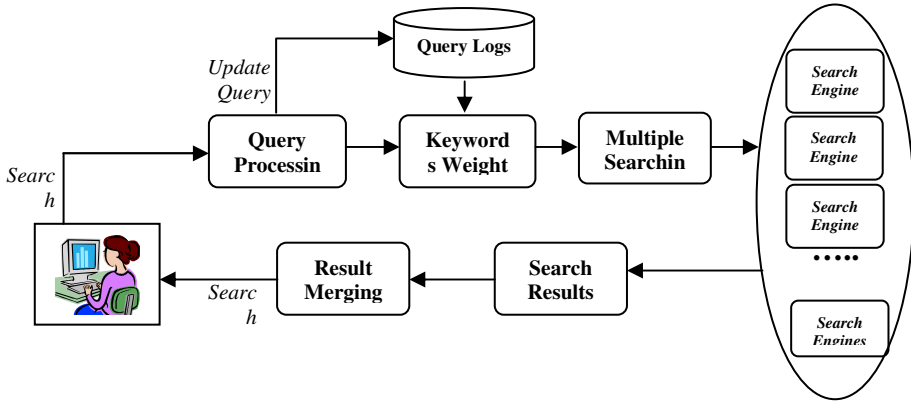 Query Logs
Update
Query
Search
Engine
Query
Processin
Keyword
s Weight
Multiple
Searchin
Search
Engine
Searc
h
Search
Engine
•••••
Result
Merging
Search
Results
Searc
h
Search
Engines